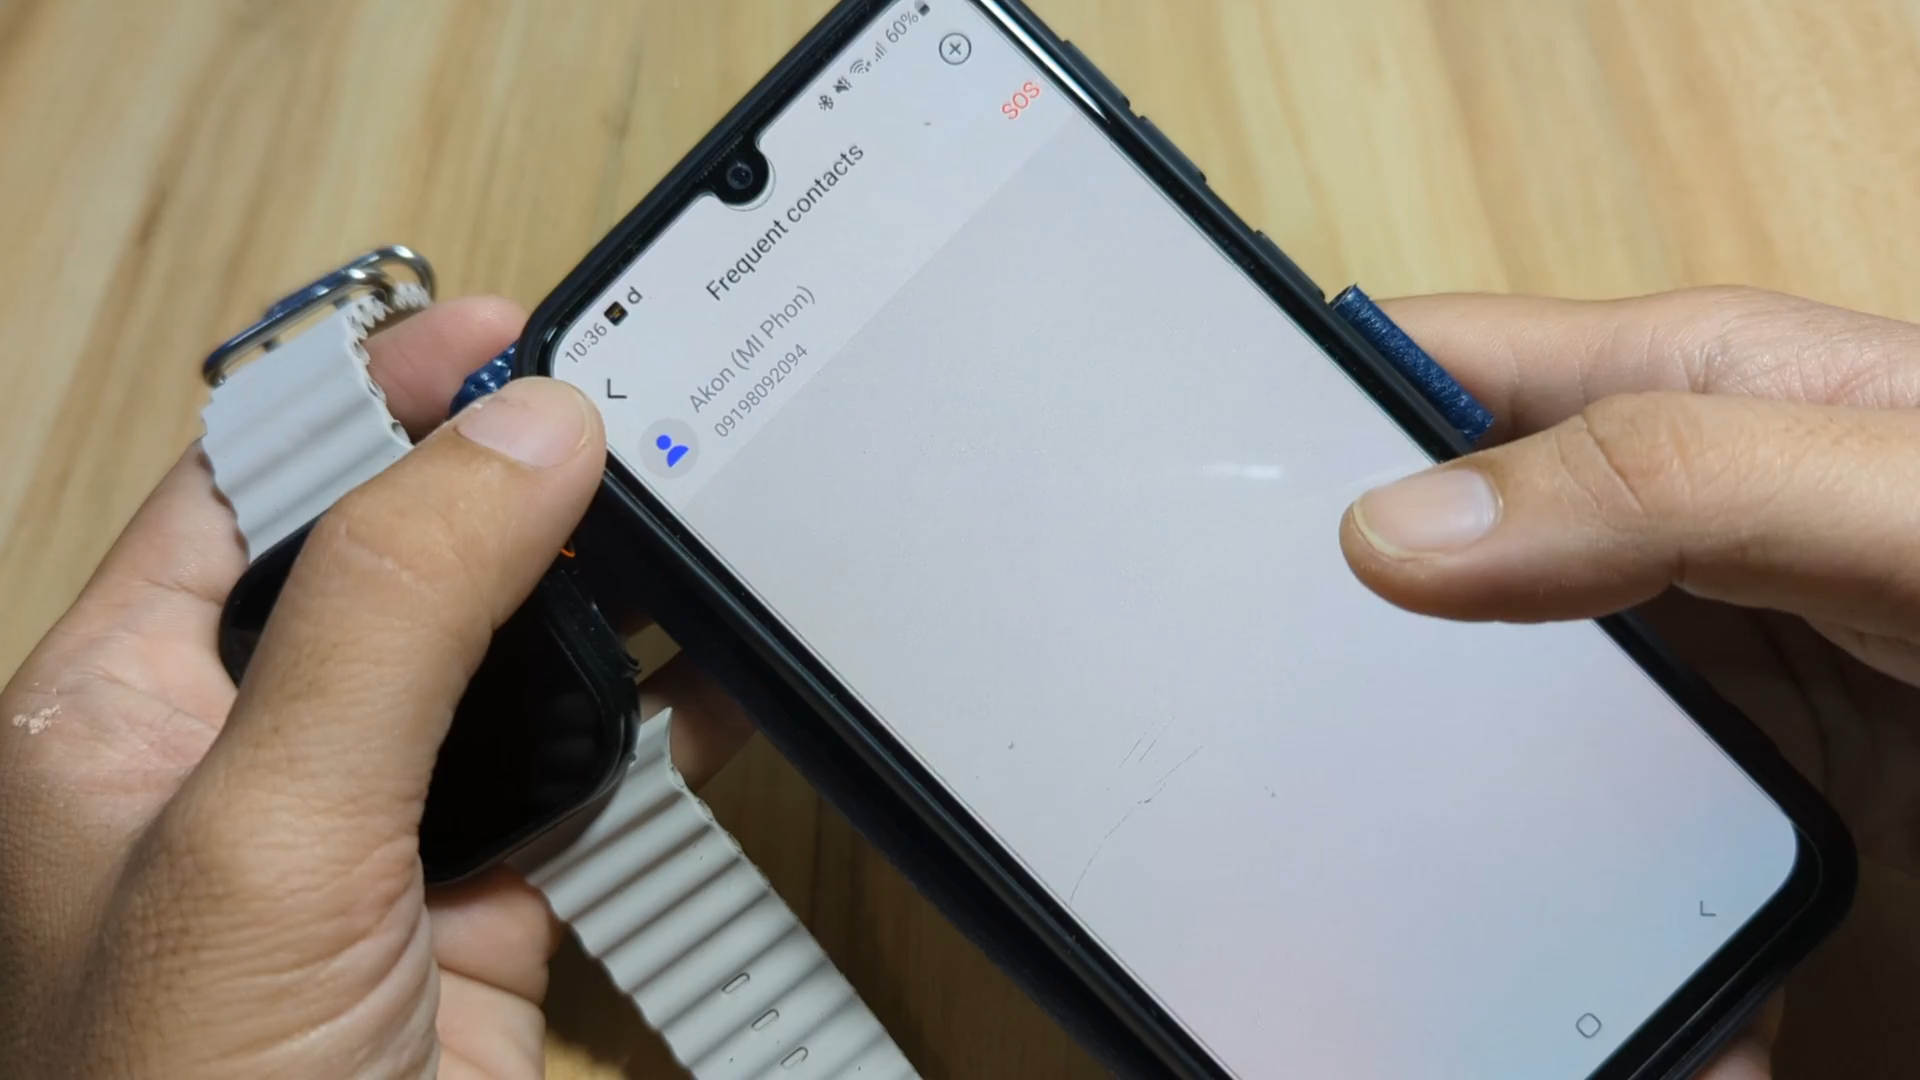 10:36 d
60%
Frequent contacts
SOS
Akon (MI Phon)
09198092094